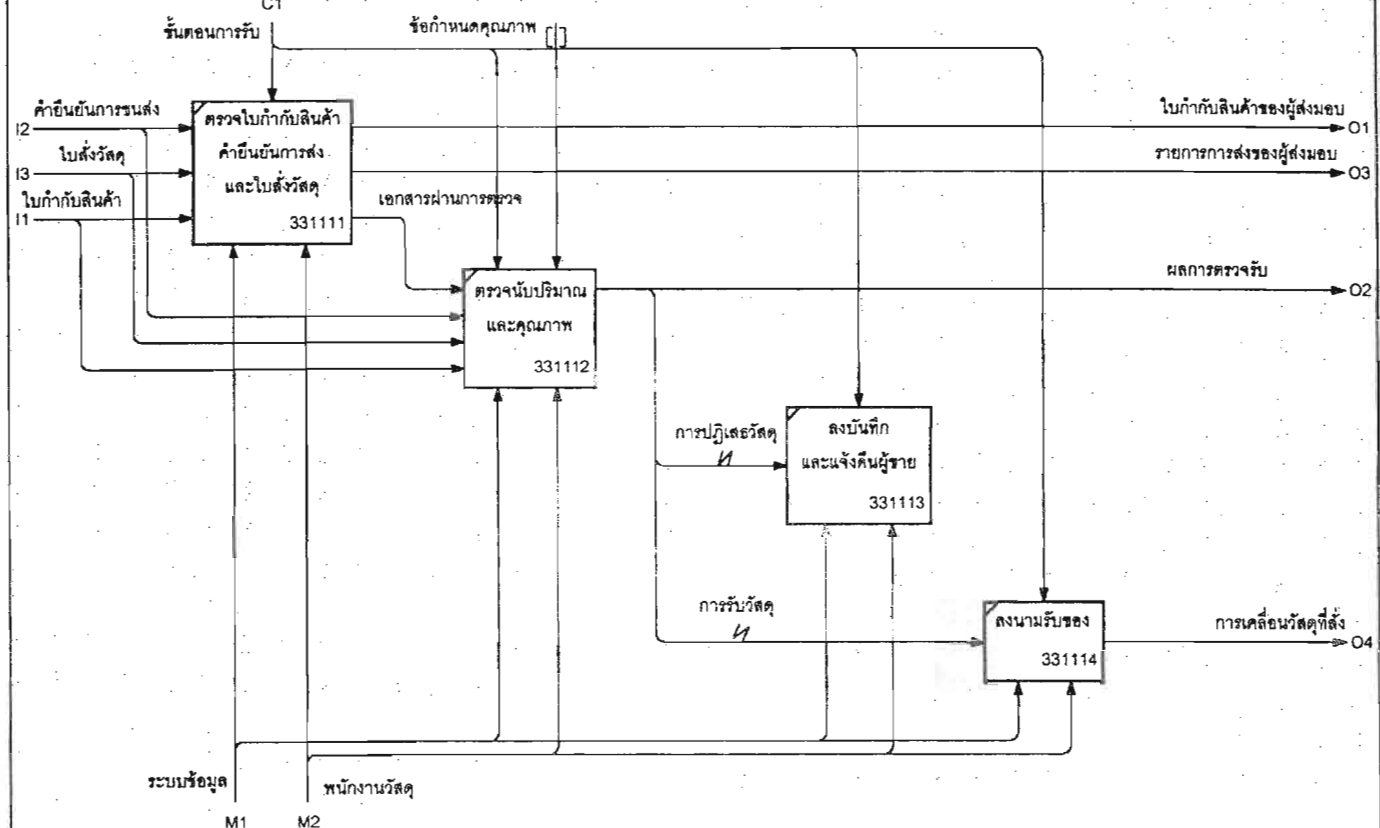 C1
ขั้นตอนการรับ
ข้อกำหนดคุณภาพ
คำยืนยันการขนส่ง
I2
ใบสั่งวัสดุ
I3
ใบกำกับสินค้า
I1
ตรวจใบกำกับสินค้า
คำยืนยันการส่ง
และใบสั่งวัสดุ
331111
ใบกำกับสินค้าของผู้ส่งมอบ
O1
รายการการส่งของผู้ส่งมอบ
O3
เอกสารผ่านการตรวจ
ตรวจนับปริมาณ
และคุณภาพ
331112
ผลการตรวจรับ
O2
การปฏิเสธวัสดุ
ลงบันทึก
และแจ้งคืนผู้ขาย
331113
การรับวัสดุ
ลงนามรับของ
331114
การเคลื่อนวัสดุที่สั่ง
O4
ระบบข้อมูล
พนักงานวัสดุ
M1
M2